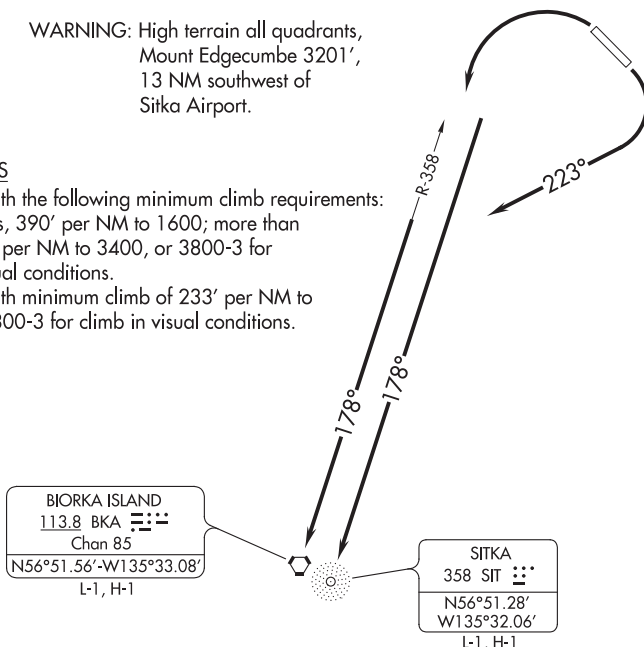 WARNING: High terrain all quadrants,
Mount Edgecumbe 3201’,
13 NM southwest of
Sitka Airport.
S
th the following minimum climb requirements:
s, 390’ per NM to 1600; more than
per NM to 3400, or 3800-3 for
ual conditions.
th minimum climb of 233’ per NM to
800-3 for climb in visual conditions.
R-358
223°
178°
178°
BIORKA ISLAND
113.8 BKA
Chan 85
N56°51.56’-W135°33.08’
L-1, H-1
SITKA
358 SIT
N56°51.28’
W135°32.06’
L-1, H-1